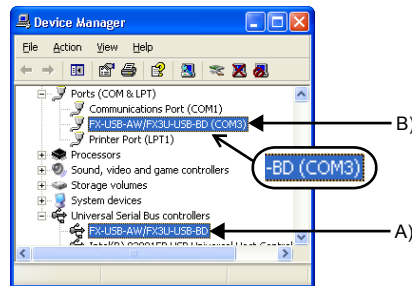 Device Manager
File Action View Help
Ports (COM & LPT)
Communications Port (COM1)
FX-USB-AW/FX3U-USB-BD (COM3)
B)
Printer Port (LPT1)
Processors
-BD (COM3)
Sound, video and game controllers
Storage volumes
System devices
Universal Serial Bus controllers
FX-USB-AW/FX3U-USB-BD
A)